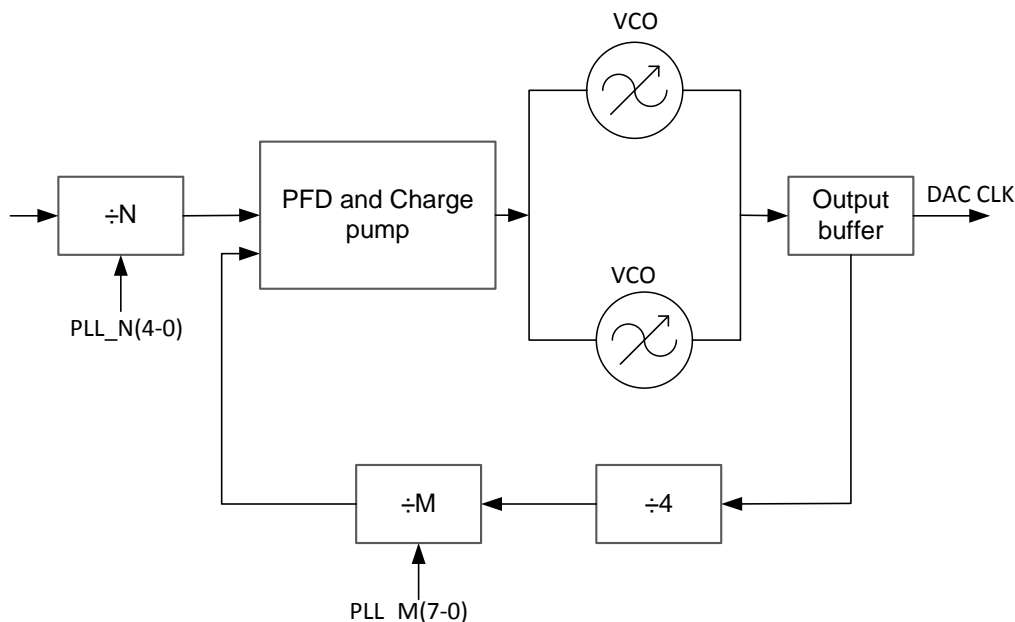 VCO
÷N
PFD and Charge
pump
Output
buffer
DAC CLK
VCO
PLL_N(4-0)
÷M
÷4
PLL_M(7-0)